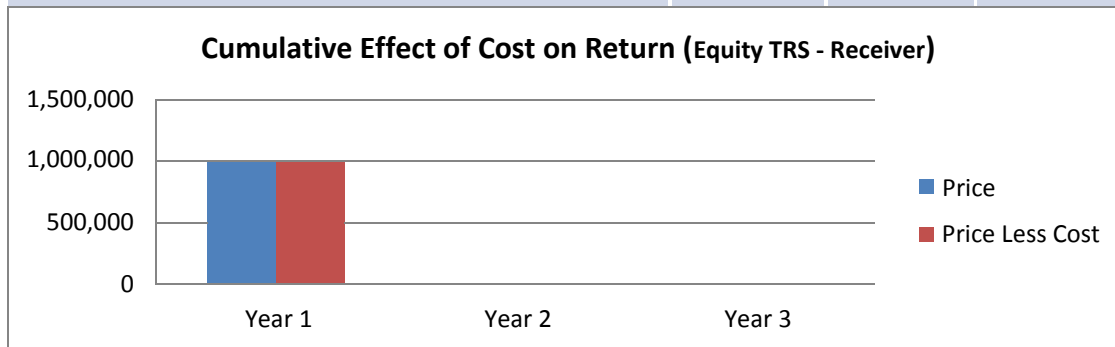 Cumulative Effect of Cost on Return (Equity TRS - Receiver)
1,500,000
1,000,000
500,000
0
Year 1 Year 2 Year 3
Price
Price Less Cost